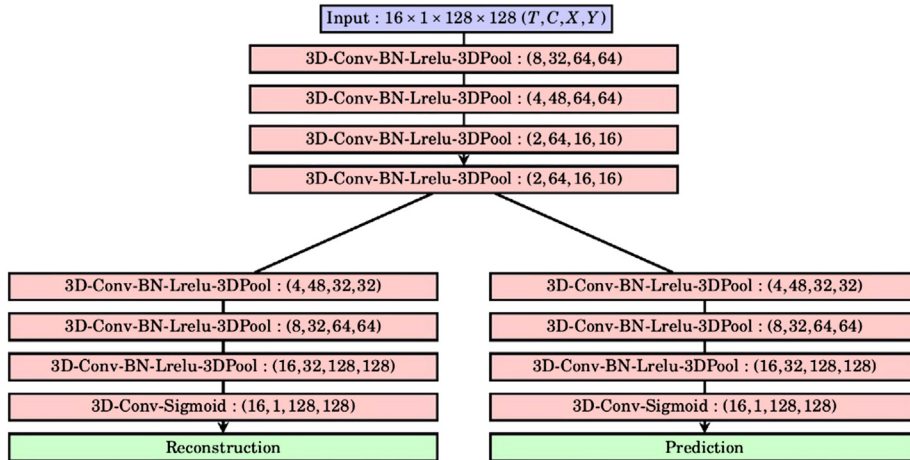 Input : 16 × 1 × 128 × 128 (T,C,X,Y)
3D-Conv-BN-Lrelu-3DPool : (8,32,64,64)
3D-Conv-BN-Lrelu-3DPool : (4,48,64,64)
3D-Conv-BN-Lrelu-3DPool : (2,64,16,16)
3D-Conv-BN-Lrelu-3DPool : (2,64,16,16)
3D-Conv-BN-Lrelu-3DPool : (4,48,32,32)
3D-Conv-BN-Lrelu-3DPool : (8,32,64,64)
3D-Conv-BN-Lrelu-3DPool : (16,32,128,128)
3D-Conv-Sigmoid : (16,1,128,128)
Reconstruction
3D-Conv-BN-Lrelu-3DPool : (4,48,32,32)
3D-Conv-BN-Lrelu-3DPool : (8,32,64,64)
3D-Conv-BN-Lrelu-3DPool : (16,32,128,128)
3D-Conv-Sigmoid : (16,1,128,128)
Prediction